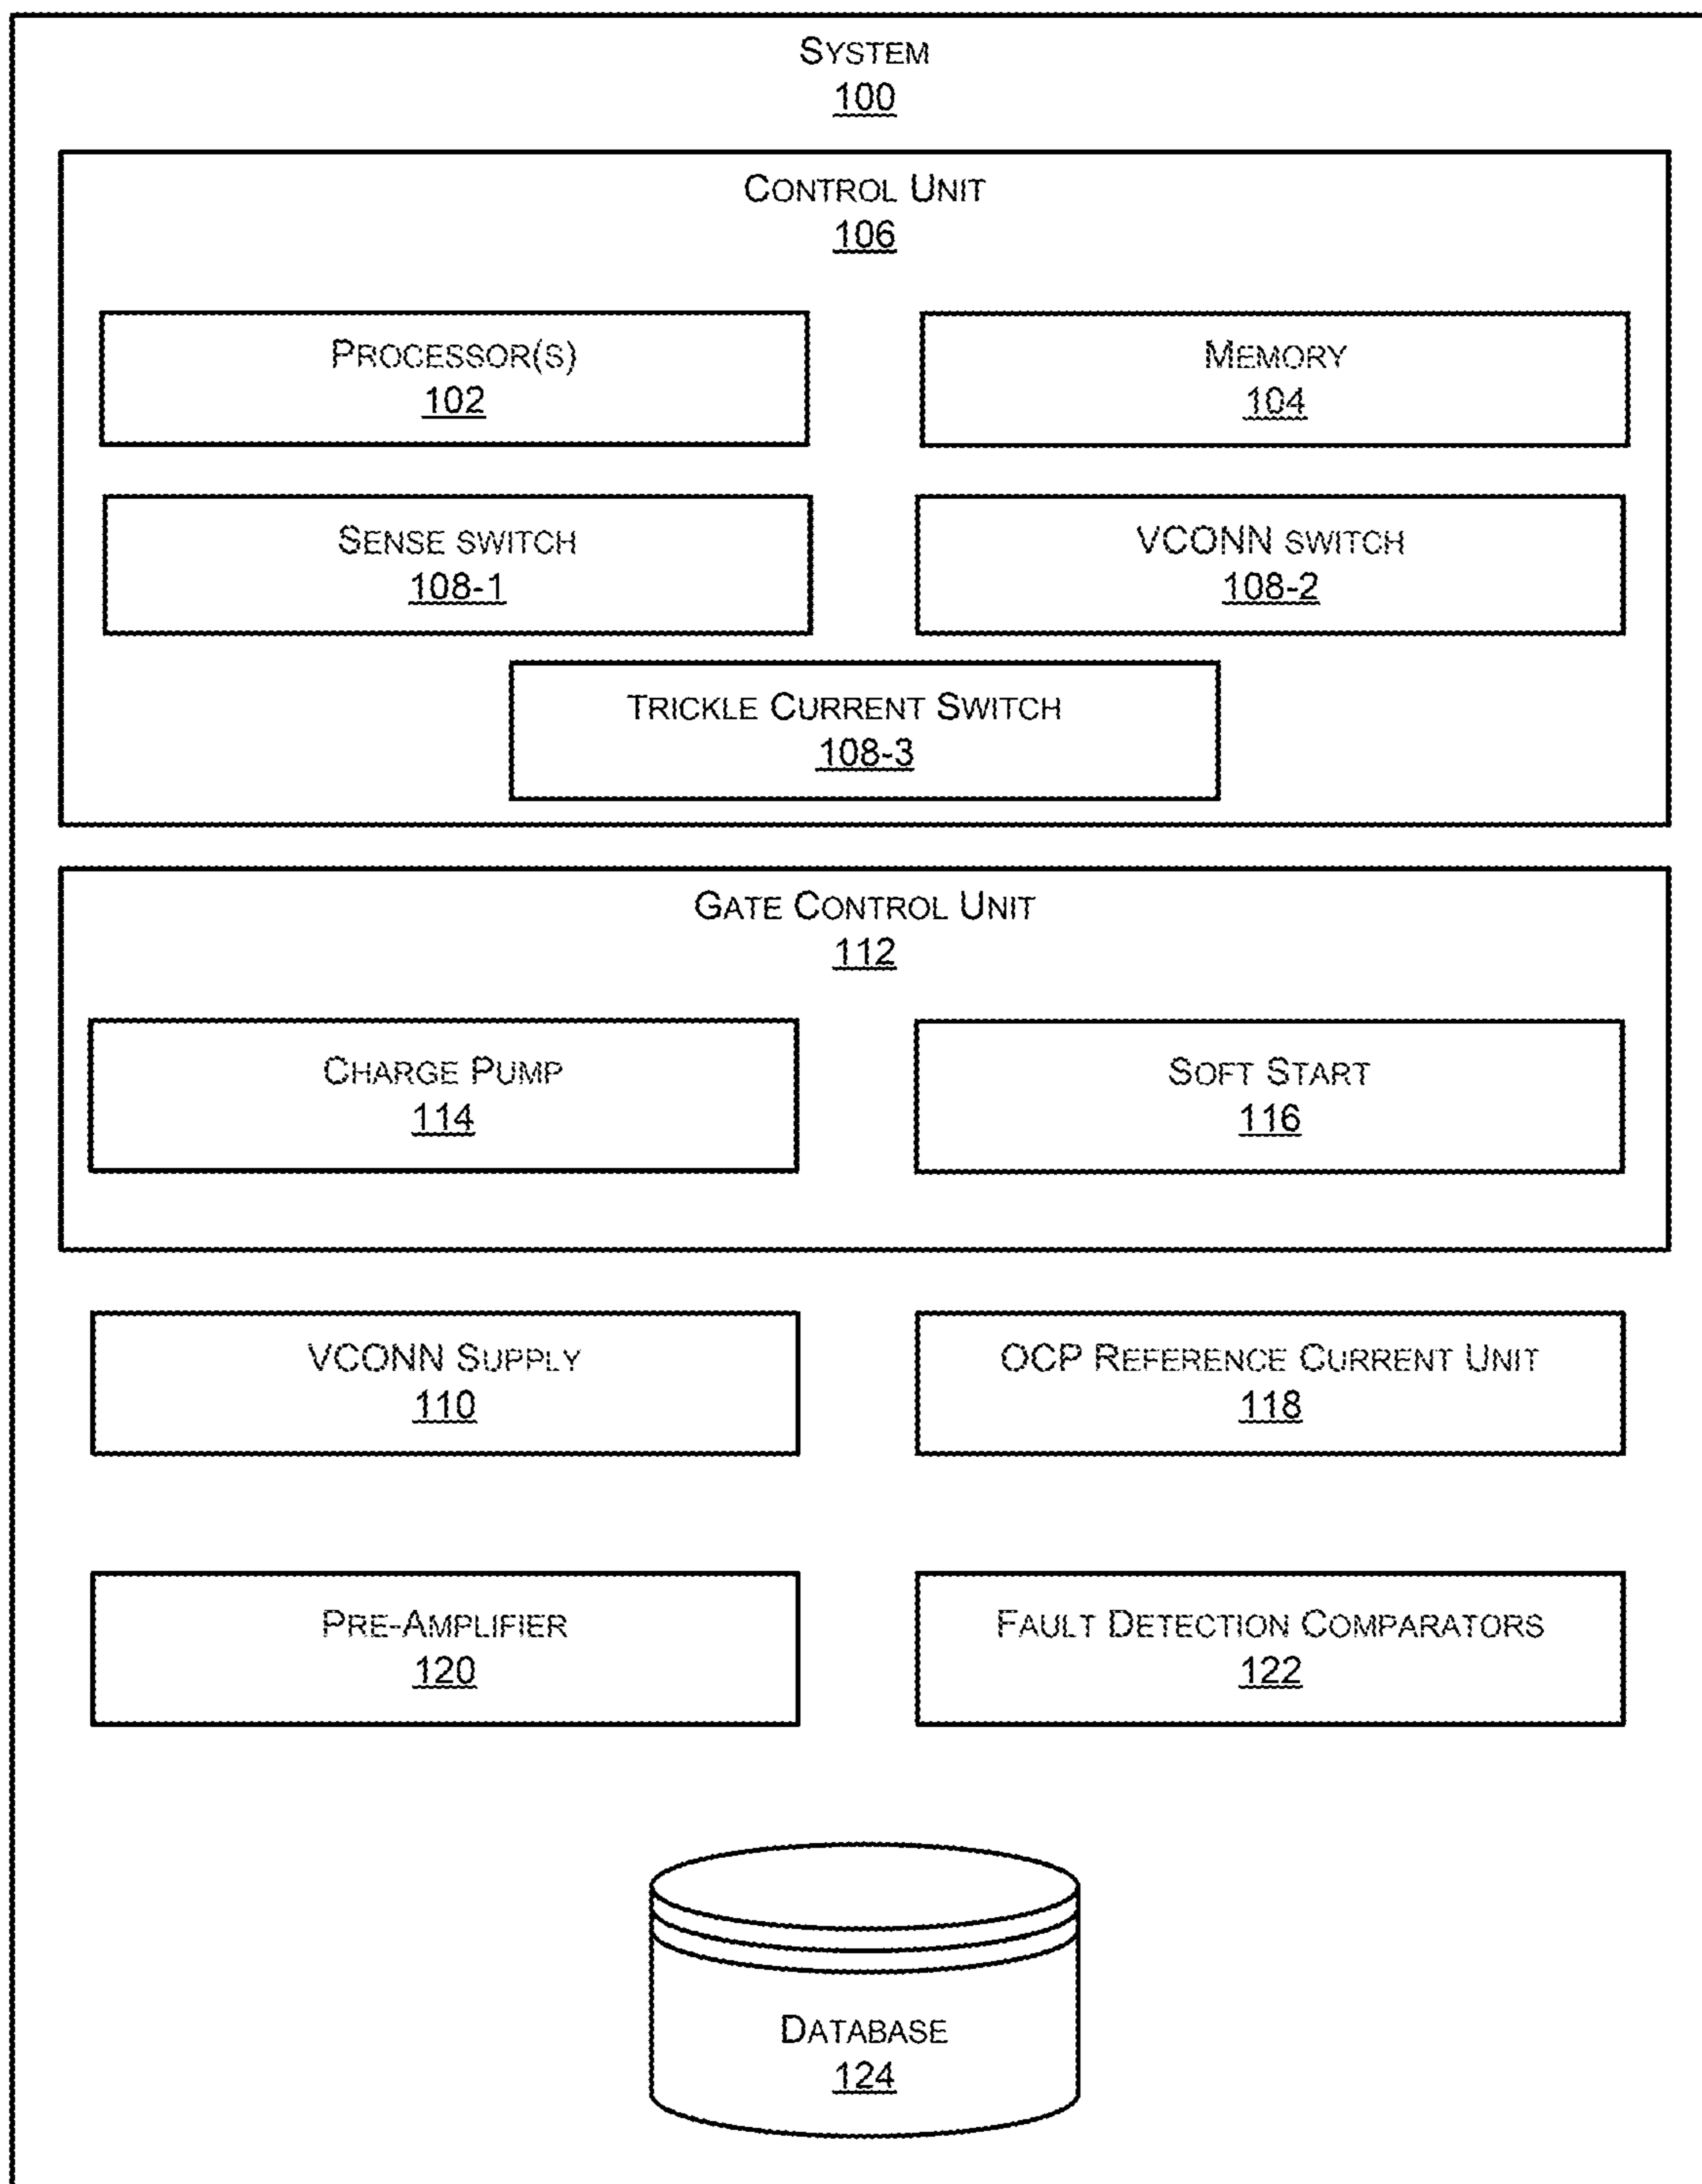 SYSTEM
100
CONTROL UNIT
106
PROCESSOR(S)
102
MEMORY
104
SENSE SWITCH
108-1
VCONN SWITCH
108-2
TRICKLE CURRENT SWITCH
108-3
GATE CONTROL UNIT
112
CHARGE PUMP
114
SOFT START
116
VCONN SUPPLY
110
OCP REFERENCE CURRENT UNIT
118
PRE-AMPLIFIER
120
FAULT DETECTION COMPARATORS
122
DATABASE
124